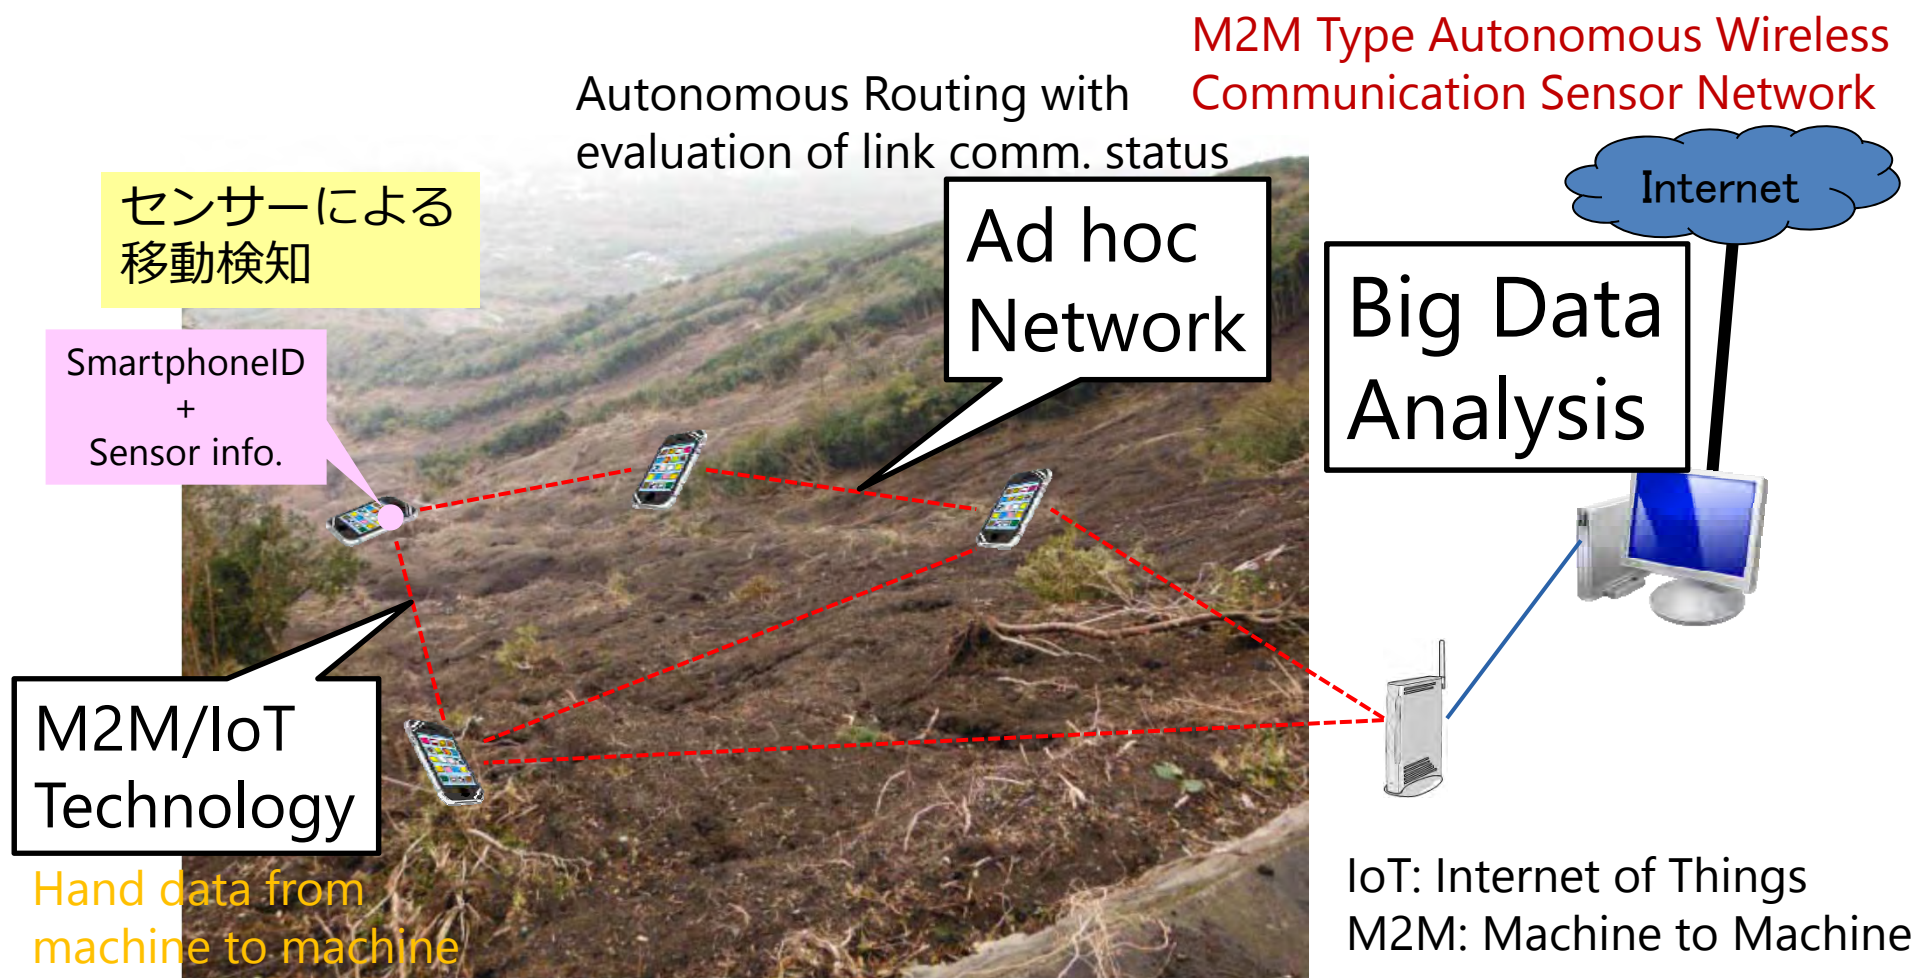 M2M Type Autonomous Wireless
Communication Sensor Network
Autonomous Routing with
evaluation of link comm. status
センサーによる
移動検知
Internet
Ad hoc
Network
Big Data
Analysis
SmartphoneID
+
Sensor info.
M2M/IoT
Technology
Hand data from
machine to machine
IoT: Internet of Things
M2M: Machine to Machine